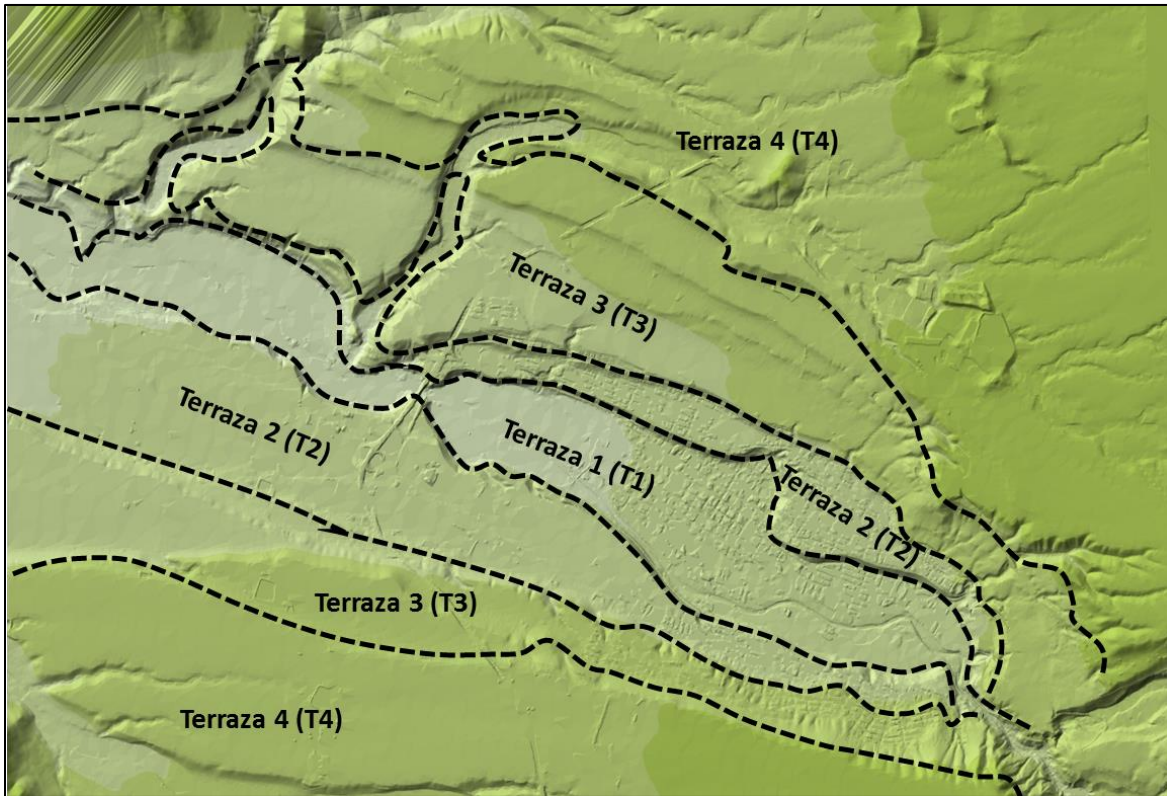 Terraza 4 (T4)
Terraza 3 (T3)
Terraza 2 (T2)
Terraza 1 (T1)
Terraza 2 (T2)
Terraza 3 (T3)
Terraza 4 (T4)